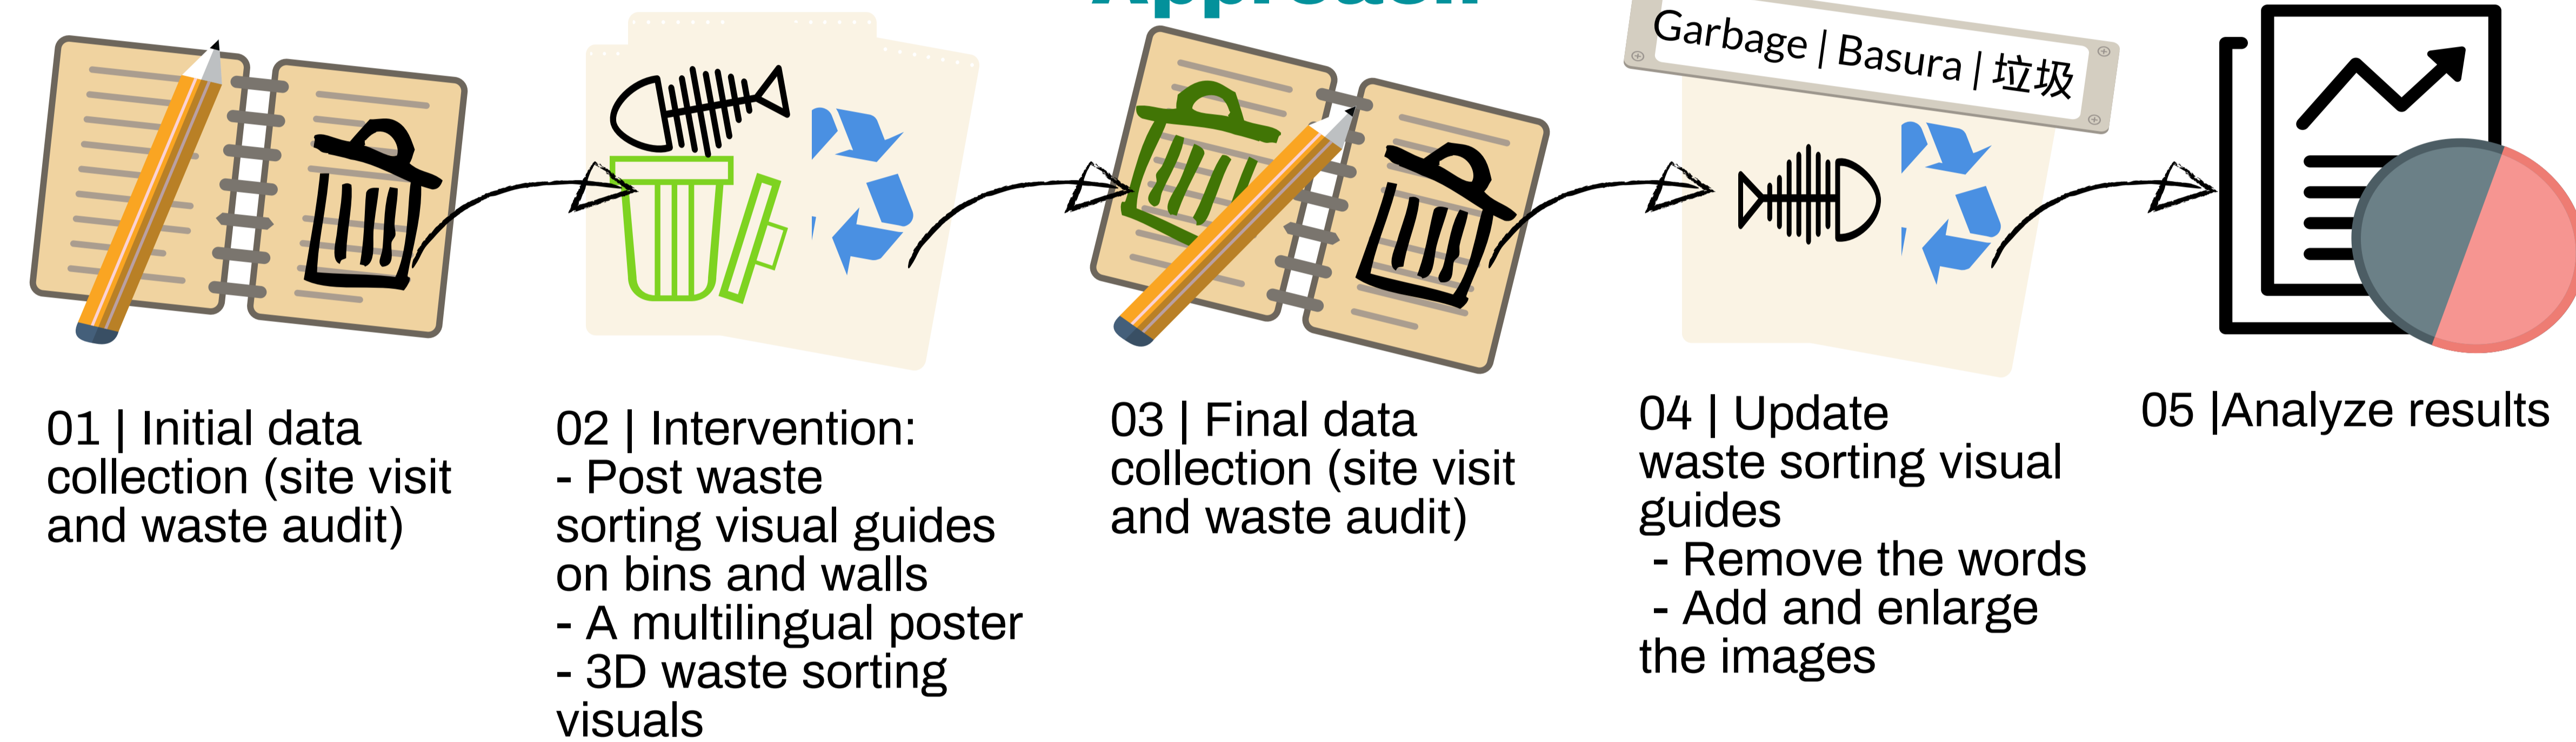 Approach
Garbage | Basura | 垃圾
01 | Initial data
collection (site visit
and waste audit)
02 | Intervention:
- Post waste
sorting visual guides
on bins and walls
- A multilingual poster
- 3D waste sorting
visuals
03 | Final data
collection (site visit
and waste audit)
04 | Update
waste sorting visual
guides
- Remove the words
- Add and enlarge
the images
05 |Analyze results